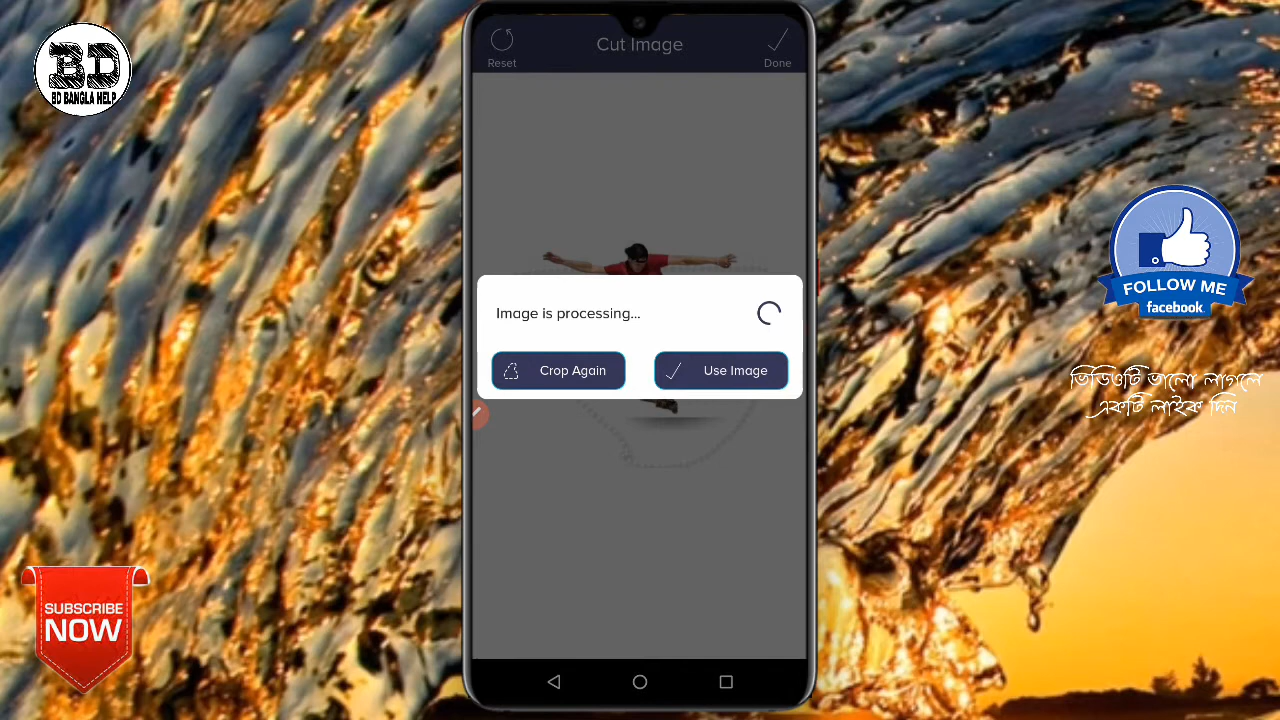 BD
BD BANGLA HELP
Reset
Cut Image
Done
Image is processing...
Crop Again
Use Image
FOLLOW ME
facebook.
ভিডিওটি ভালো লাগলে
একটি লাইক দিন
SUBSCRIBE
NOW